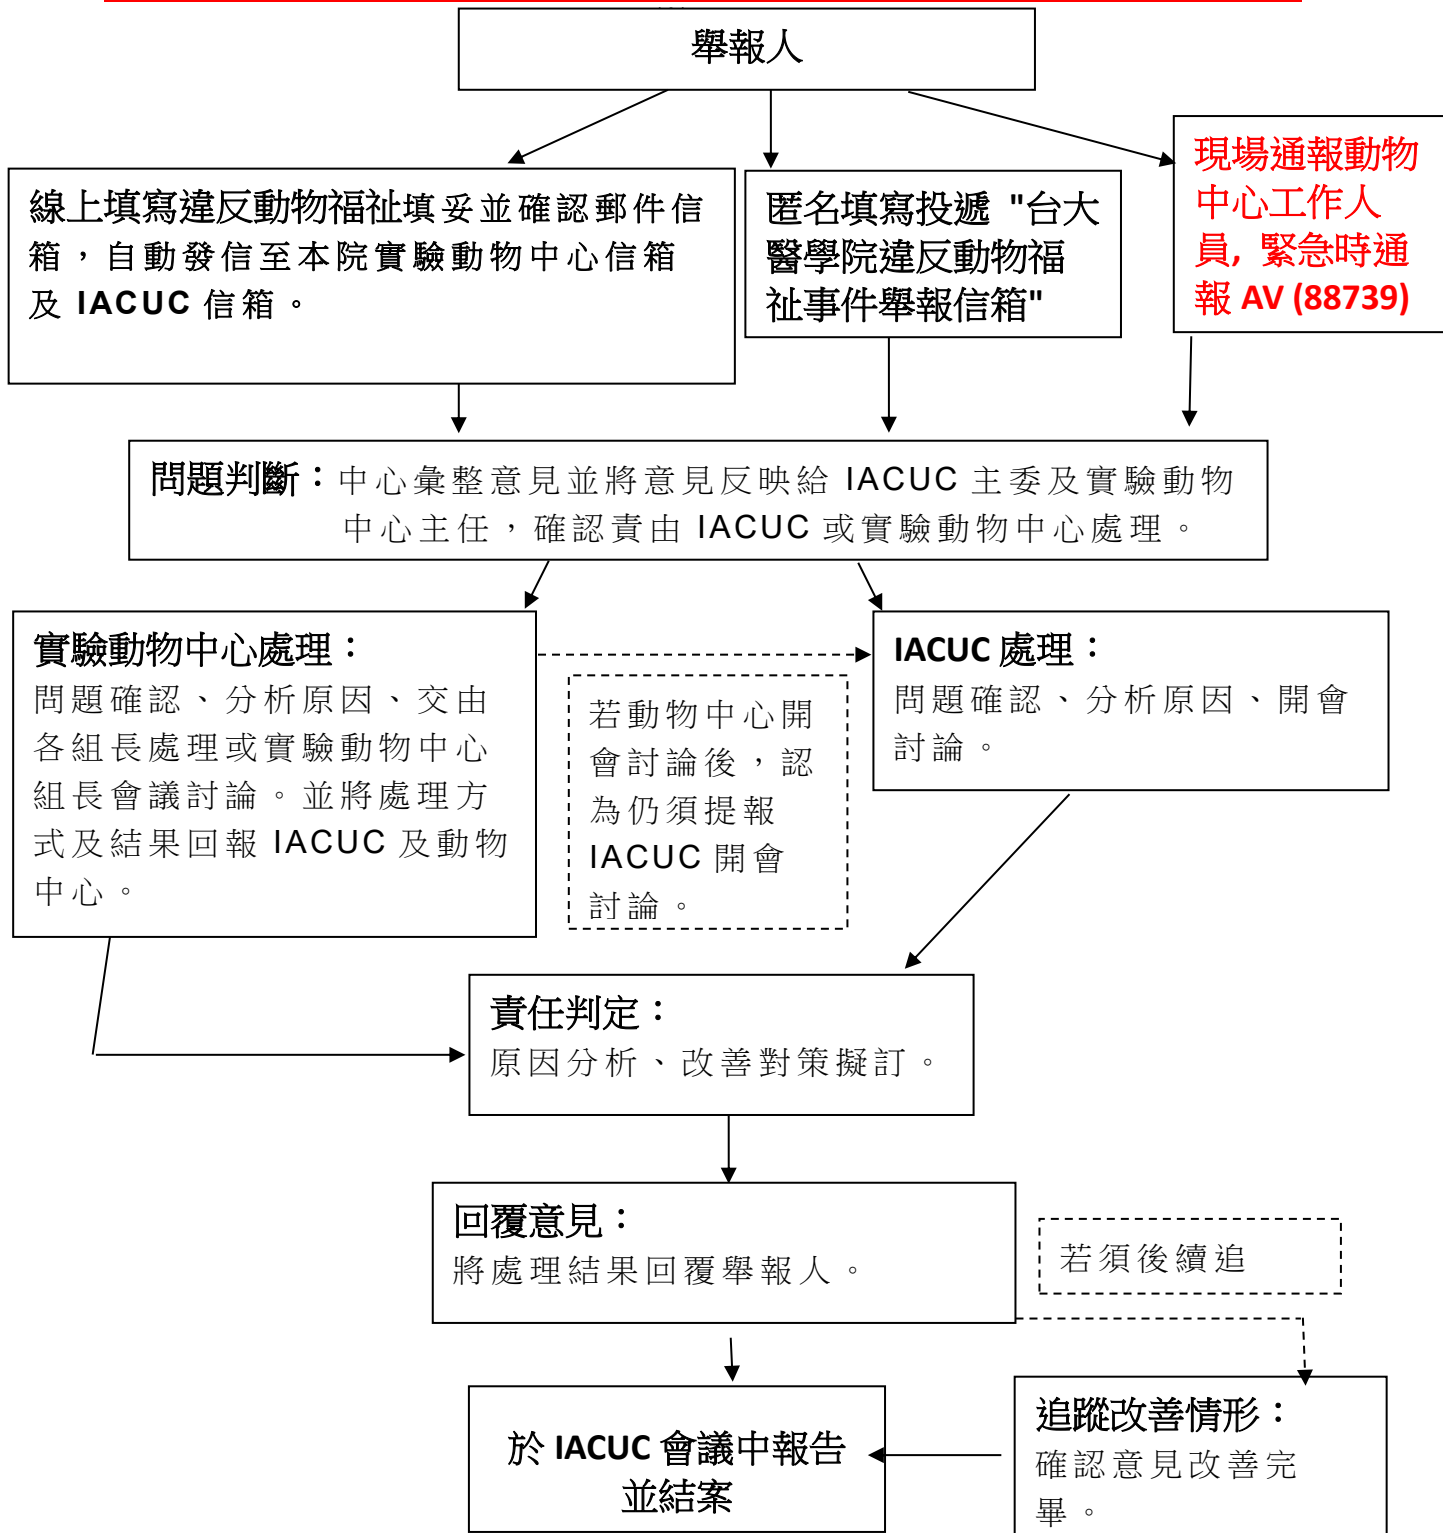 舉報人
線上填寫違反動物福祉填妥並確認郵件信
箱，自動發信至本院實驗動物中心信箱
及 IACUC 信箱。
匿名填寫投遞 "台大
醫學院違反動物福
祉事件舉報信箱"
現場通報動物
中心工作人
員, 緊急時通
報 AV (88739)
問題判斷：中心彙整意見並將意見反映給 IACUC 主委及實驗動物
中心主任，確認責由 IACUC 或實驗動物中心處理。
實驗動物中心處理：
問題確認、分析原因、交由
各組長處理或實驗動物中心
組長會議討論。並將處理方
式及結果回報 IACUC 及動物
中心。
若動物中心開
會討論後，認
為仍須提報
IACUC 開會
討論。
IACUC 處理：
問題確認、分析原因、開會
討論。
責任判定：
原因分析、改善對策擬訂。
回覆意見：
將處理結果回覆舉報人。
若須後續追
於 IACUC 會議中報告
並結案
追蹤改善情形：
確認意見改善完
畢。